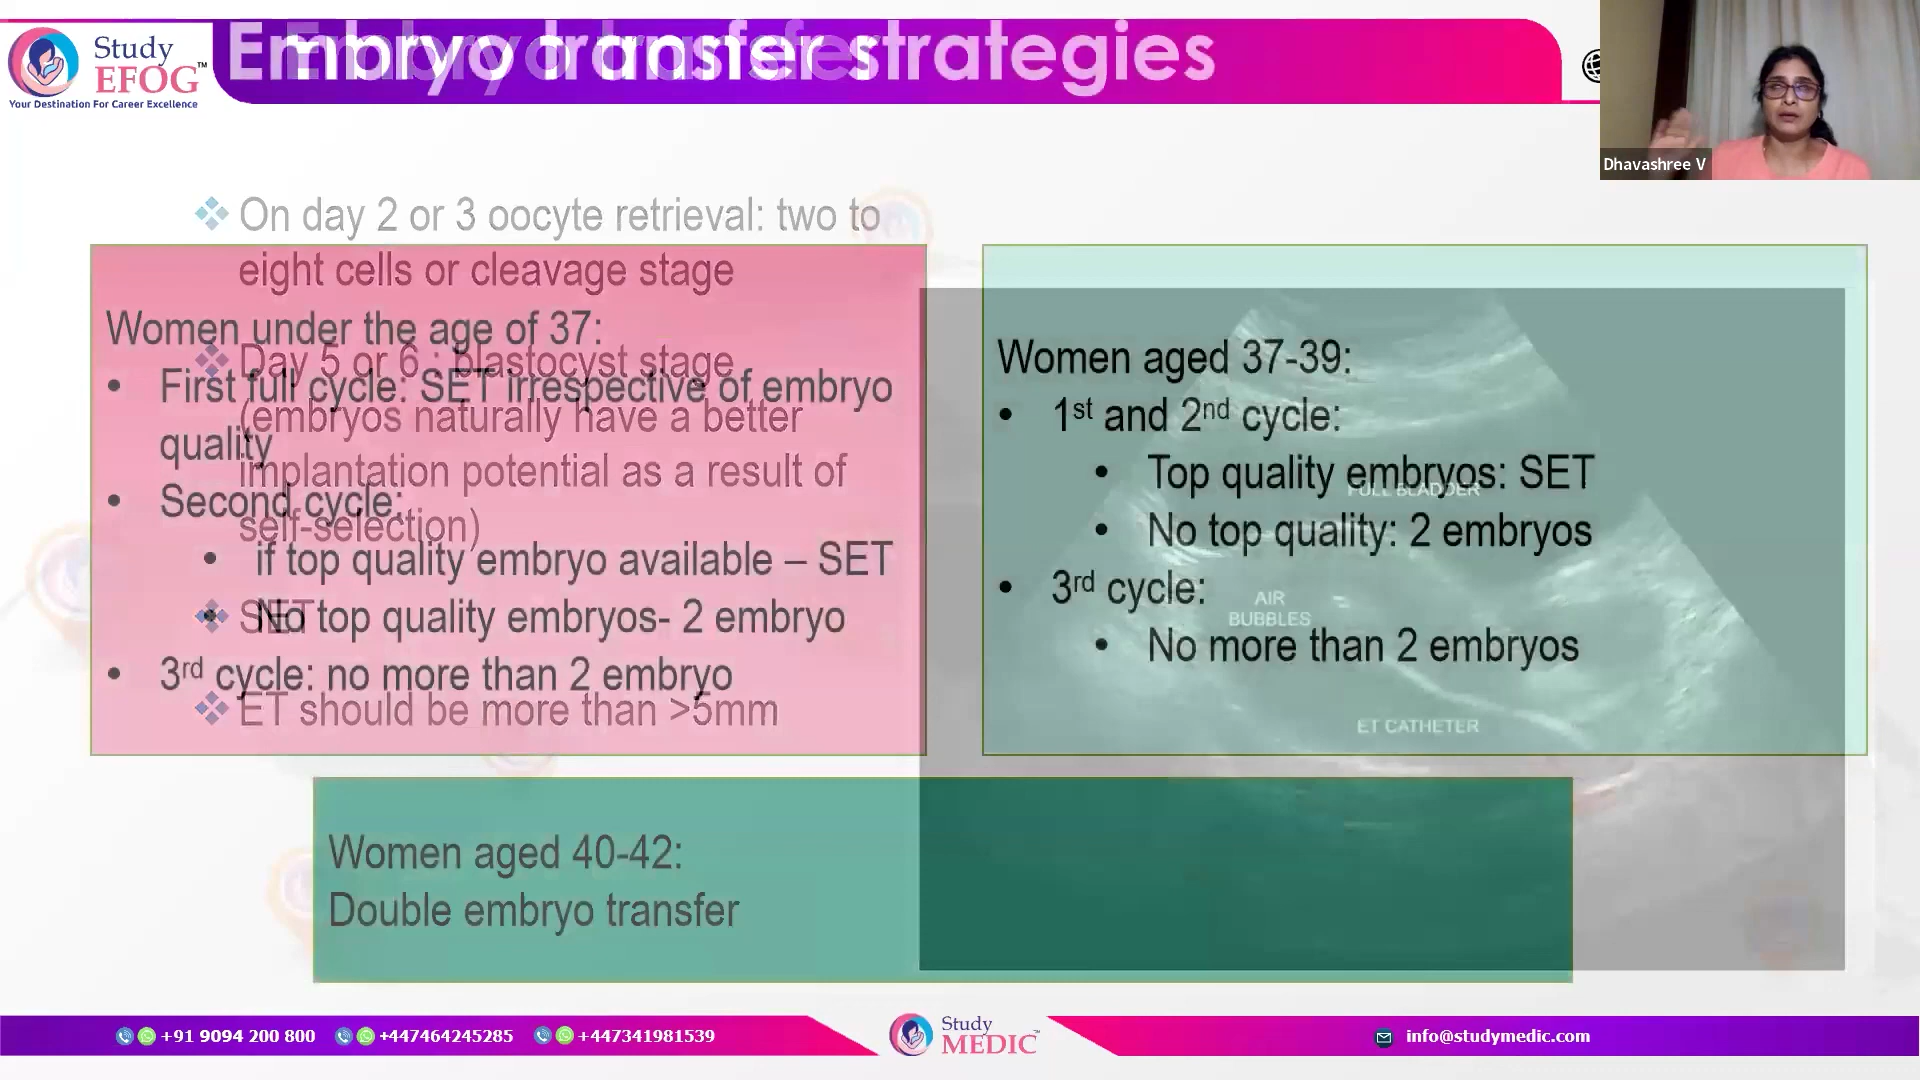 Study
EFOG™
Your Destination For Career Excellence
Embryo transfer strategies
Embryo transfer
Dhavashree V
On day 2 or 3 oocyte retrieval: two to
eight cells or cleavage stage
Day 5 or 6 : blastocyst stage
(embryos naturally have a better
implantation potential as a result of
self-selection)
SET
ET should be more than >5mm
Women under the age of 37:
• First full cycle: SET irrespective of embryo
quality
• Second cycle:
• if top quality embryo available – SET
• No top quality embryos- 2 embryo
• 3rd cycle: no more than 2 embryo
Women aged 37-39:
• 1st and 2nd cycle:
• Top quality embryos: SET
• No top quality: 2 embryos
• 3rd cycle:
• No more than 2 embryos
FULL BLADDER
AIR
BUBBLES
ET CATHETER
Women aged 40-42:
Double embryo transfer
+91 9094 200 800 +447464245285 +447341981539
Study
MEDIC™
info@studymedic.com